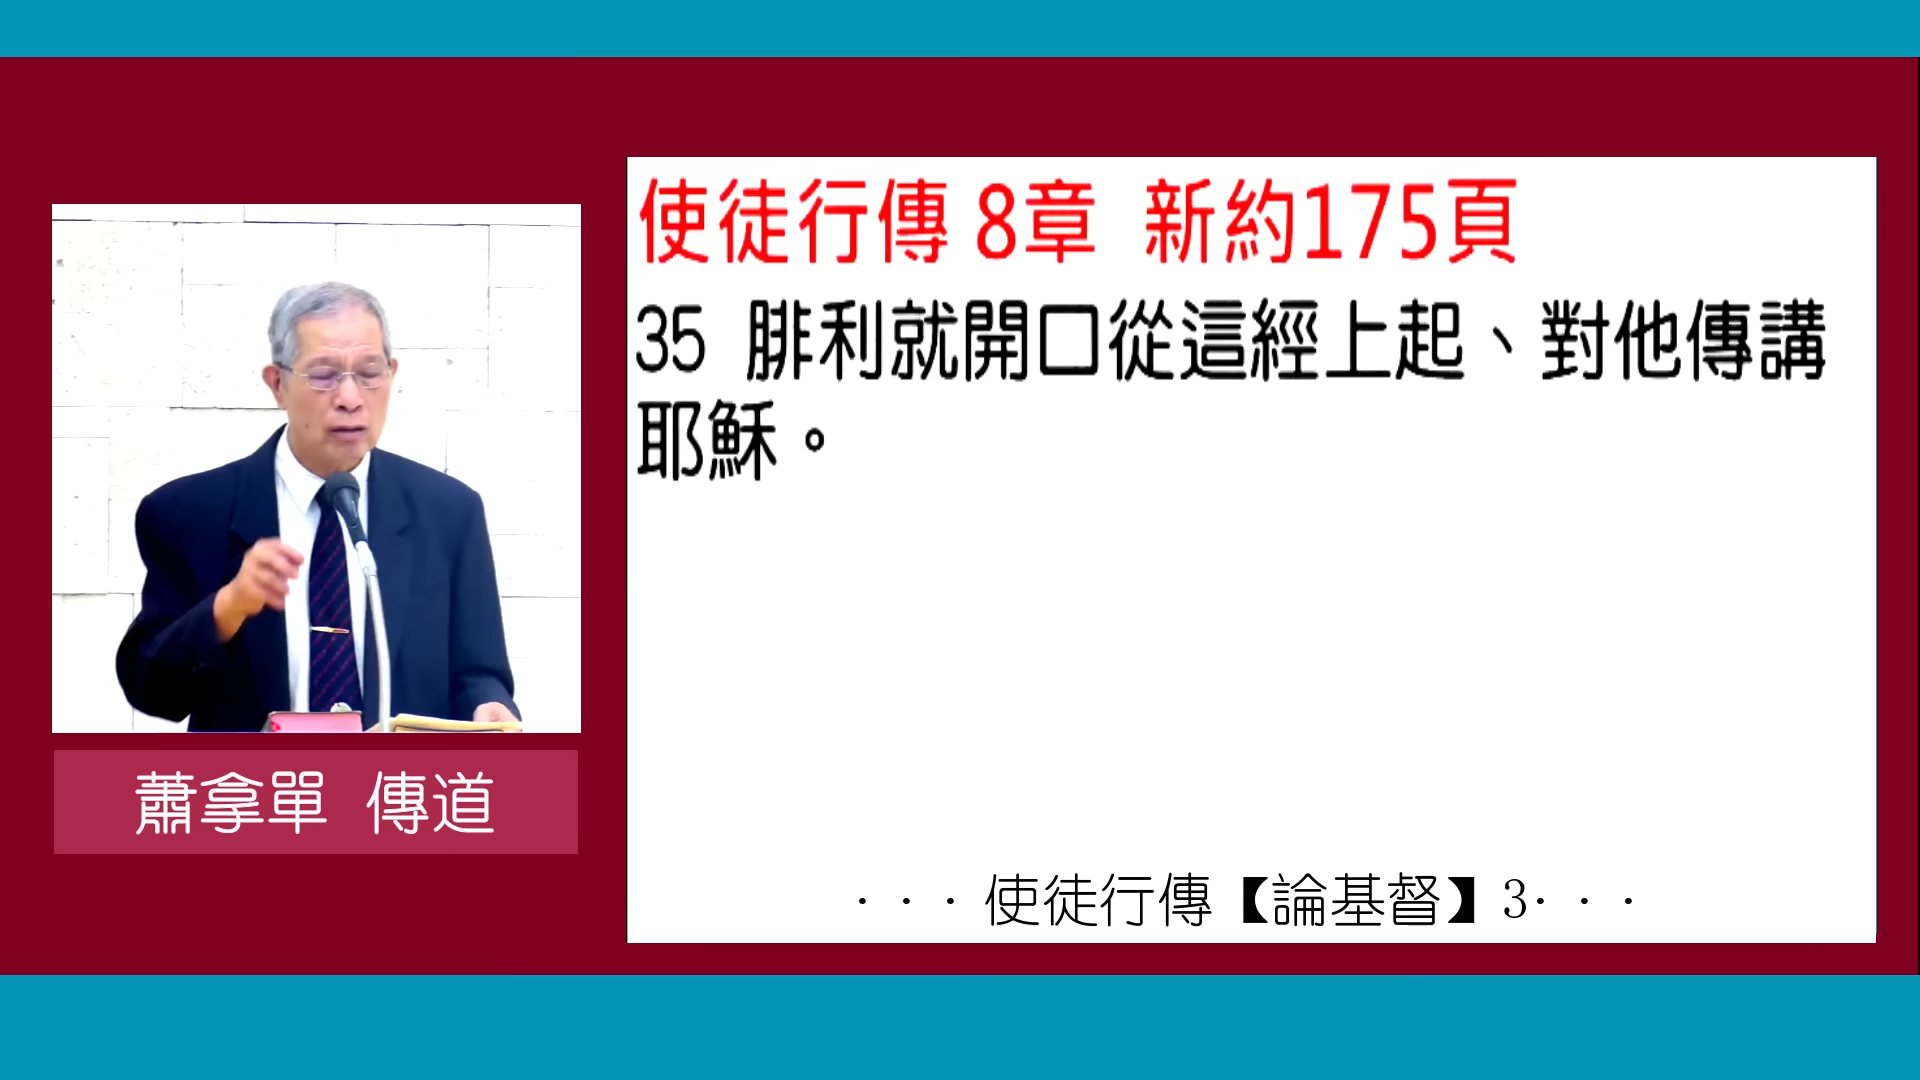 使徒行傳 8章 新約175頁
35 腓利就開口從這經上起、對他傳講
耶穌。
蕭拿單 傳道
···使徒行傳【論基督】3···